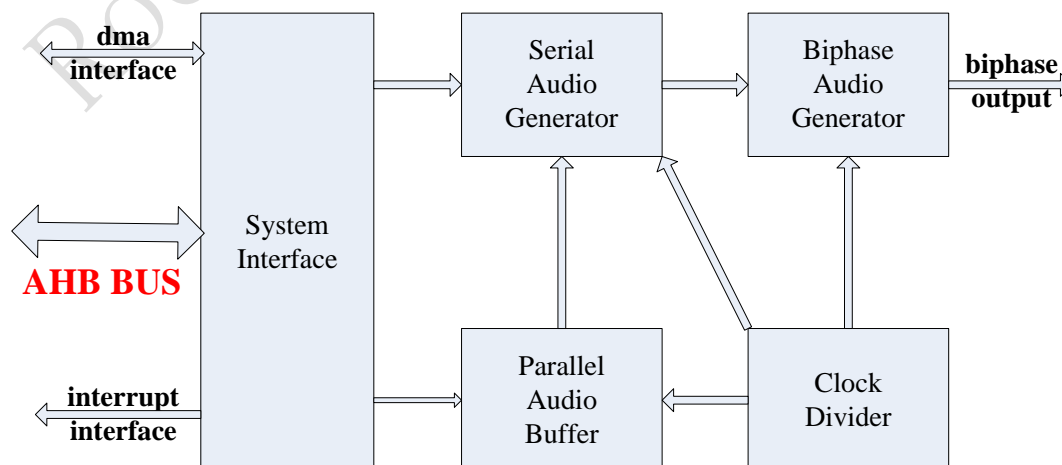 dma
interface
Serial
Audio
Generator
Biphase
Audio
Generator
biphase
output
System
Interface
AHB BUS
interrupt
interface
Parallel
Audio
Buffer
Clock
Divider